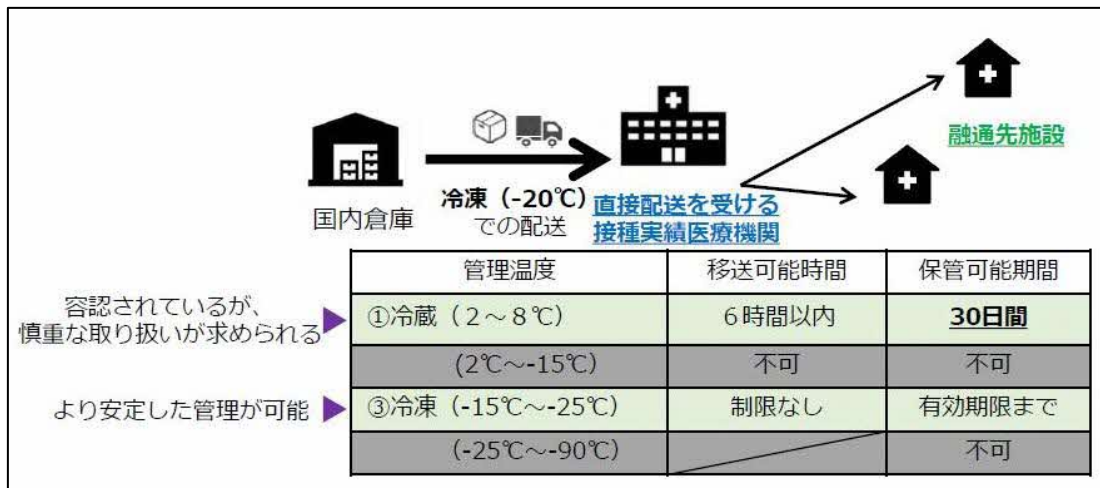 融通先施設
国内倉庫
冷凍（-20℃）
での配送
直接配送を受ける
接種実績医療機関
管理温度 移送可能時間 保管可能期間
容認されているが、
慎重な取り扱いが求められる
①冷蔵（２～８℃） ６時間以内 30日間
(2℃～-15℃） 不可 不可
より安定した管理が可能
③冷凍（-15℃～-25℃） 制限なし 有効期限まで
（-25℃～-90℃） 不可